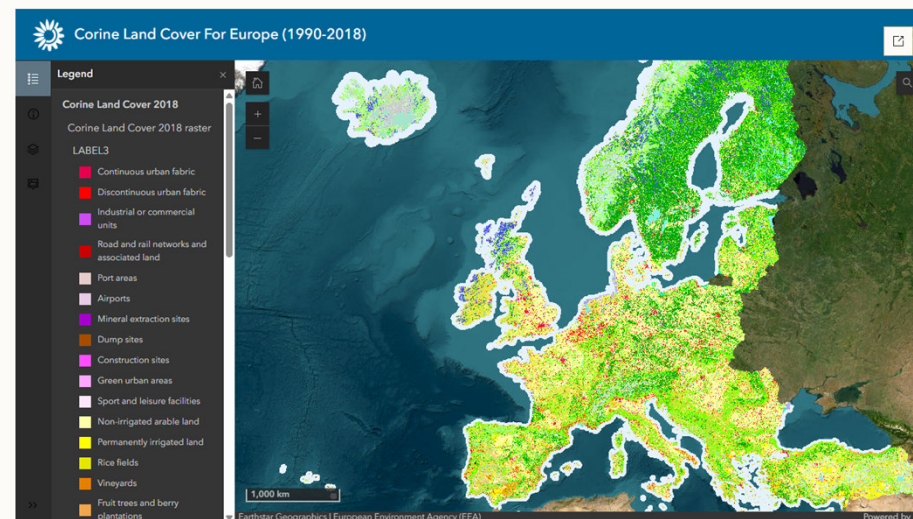 Corine Land Cover For Europe (1990-2018)
Legend
Corine Land Cover 2018
Corine Land Cover 2018 raster
LABEL3
Continuous urban fabric
Discontinuous urban fabric
Industrial or commercial
units
Road and rail networks and
associated land
Port areas
Airports
Mineral extraction sites
Dump sites
Construction sites
Green urban areas
Sport and leisure facilities
Non-irrigated arable land
Permanently irrigated land
Rice fields
Vineyards
Fruit trees and berry
plantations
1,000 km
Earthstar Geographics | European Environment Agency (EEA)
Powered by